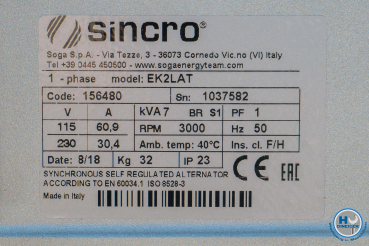 sincro
Soga S.p.A. - Via Tezze, 3 - 36073 Cornedo Vic.no (VI) Italy
Tel +39 0445 450500 - www.sogaenergyteam.com
1 - phase model: EK2LAT
Code: 156480 Sn: 1037582
V A kVA 7 BR S1 PF 1
115 60,9 RPM 3000 Hz 50
230 30,4 Amb. temp: 40°C Ins. cl. F/H
Date: 8/18 Kg 32 IP 23
SYNCHRONOUS SELF REGULATED ALTERNATOR
ACCORDING TO EN 60034.1 ISO 8528-3
Made in Italy
CE EAC